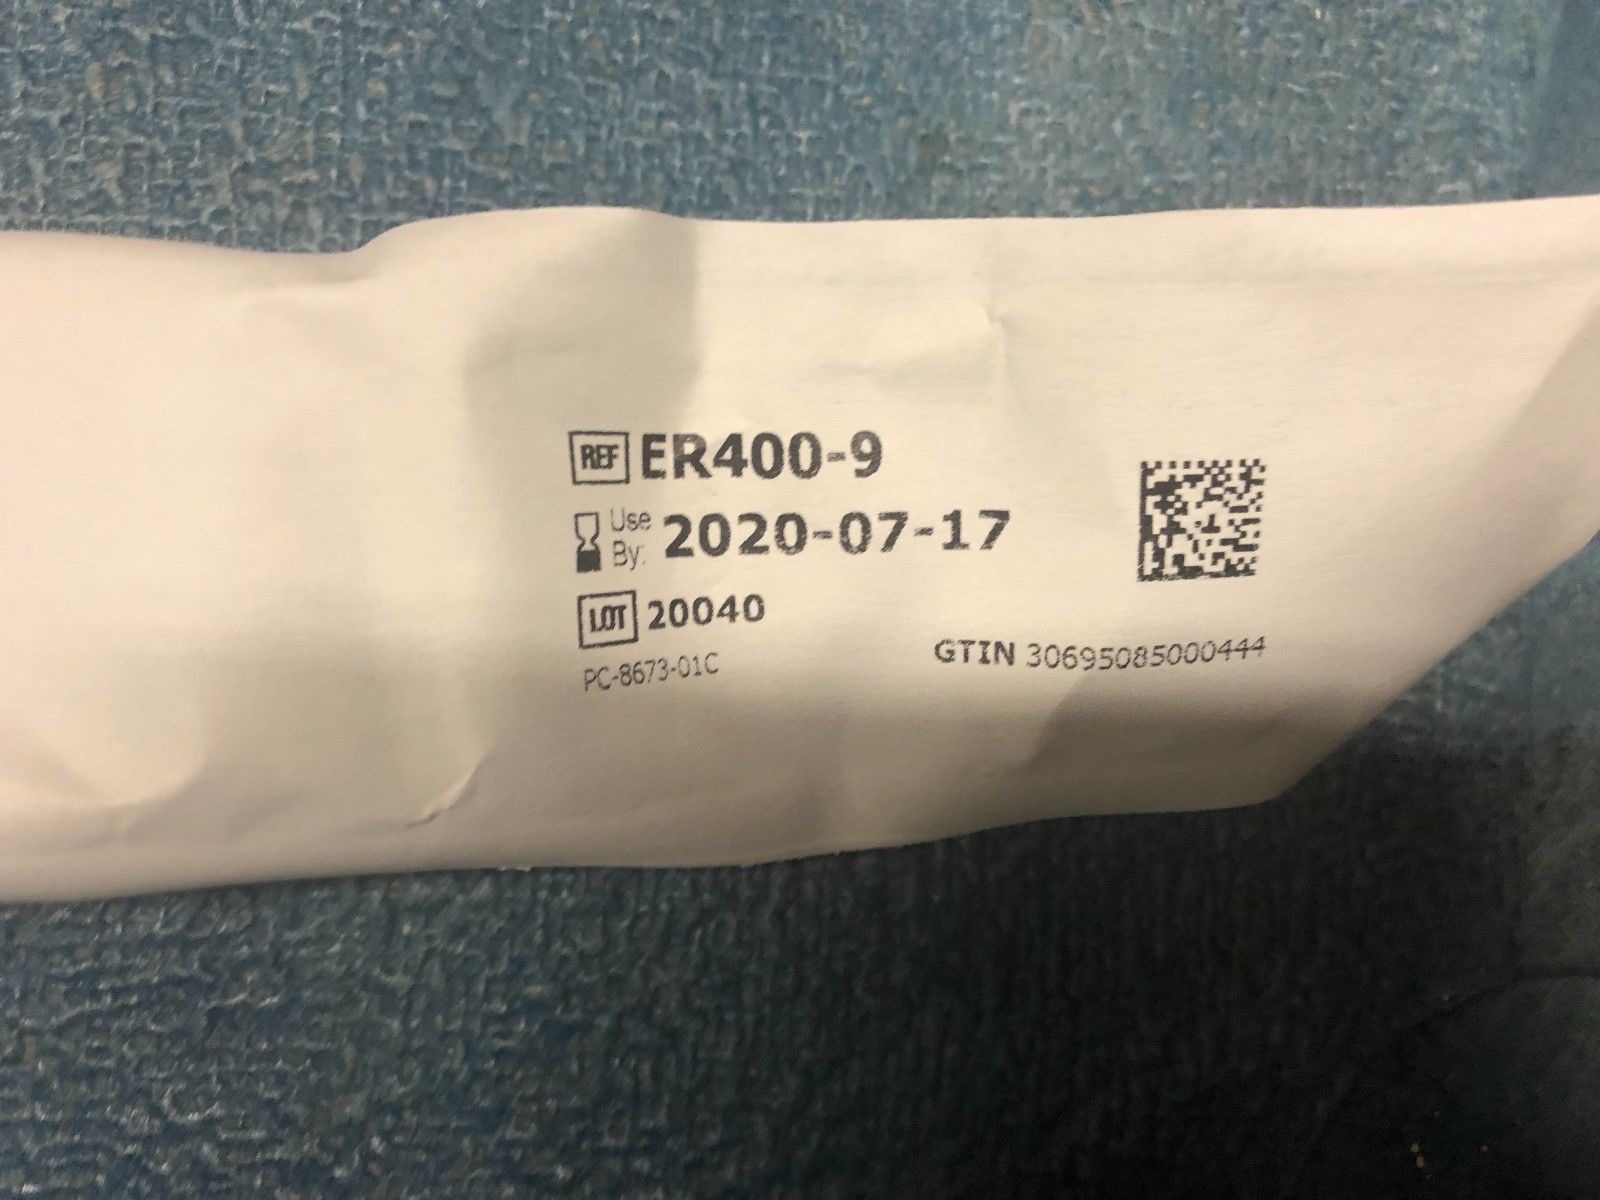 REF ER400-9
Use By: 2020-07-17
LOT 20040
PC-8673-01C
GTIN 30695085000444